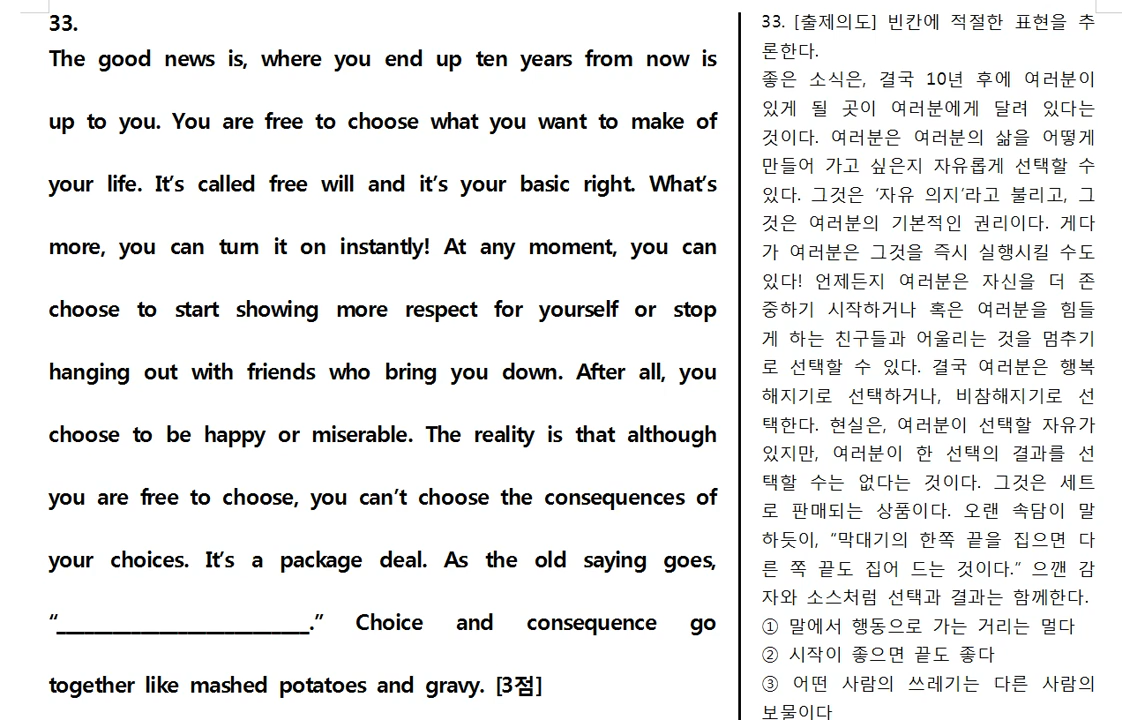 33.
The good news is, where you end up ten years from now is
up to you. You are free to choose what you want to make of
your life. It’s called free will and it’s your basic right. What’s
more, you can turn it on instantly! At any moment, you can
choose to start showing more respect for yourself or stop
hanging out with friends who bring you down. After all, you
choose to be happy or miserable. The reality is that although
you are free to choose, you can’t choose the consequences of
your choices. It’s a package deal. As the old saying goes,
“__________________________.” Choice and consequence go
together like mashed potatoes and gravy. [3점]
33. [출제의도] 빈칸에 적절한 표현을 추
론한다.
좋은 소식은, 결국 10년 후에 여러분이
있게 될 곳이 여러분에게 달려 있다는
것이다. 여러분은 여러분의 삶을 어떻게
만들어 가고 싶은지 자유롭게 선택할 수
있다. 그것은 ‘자유 의지’라고 불리고, 그
것은 여러분의 기본적인 권리이다. 게다
가 여러분은 그것을 즉시 실행시킬 수도
있다! 언제든지 여러분은 자신을 더 존
중하기 시작하거나 혹은 여러분을 힘들
게 하는 친구들과 어울리는 것을 멈추기
로 선택할 수 있다. 결국 여러분은 행복
해지기로 선택하거나, 비참해지기로 선
택한다. 현실은, 여러분이 선택할 자유가
있지만, 여러분이 한 선택의 결과를 선
택할 수는 없다는 것이다. 그것은 세트
로 판매되는 상품이다. 오랜 속담이 말
하듯이, “막대기의 한쪽 끝을 집으면 다
른 쪽 끝도 집어 드는 것이다.” 으깬 감
자와 소스처럼 선택과 결과는 함께한다.
① 말에서 행동으로 가는 거리는 멀다
② 시작이 좋으면 끝도 좋다
③ 어떤 사람의 쓰레기는 다른 사람의
보물이다